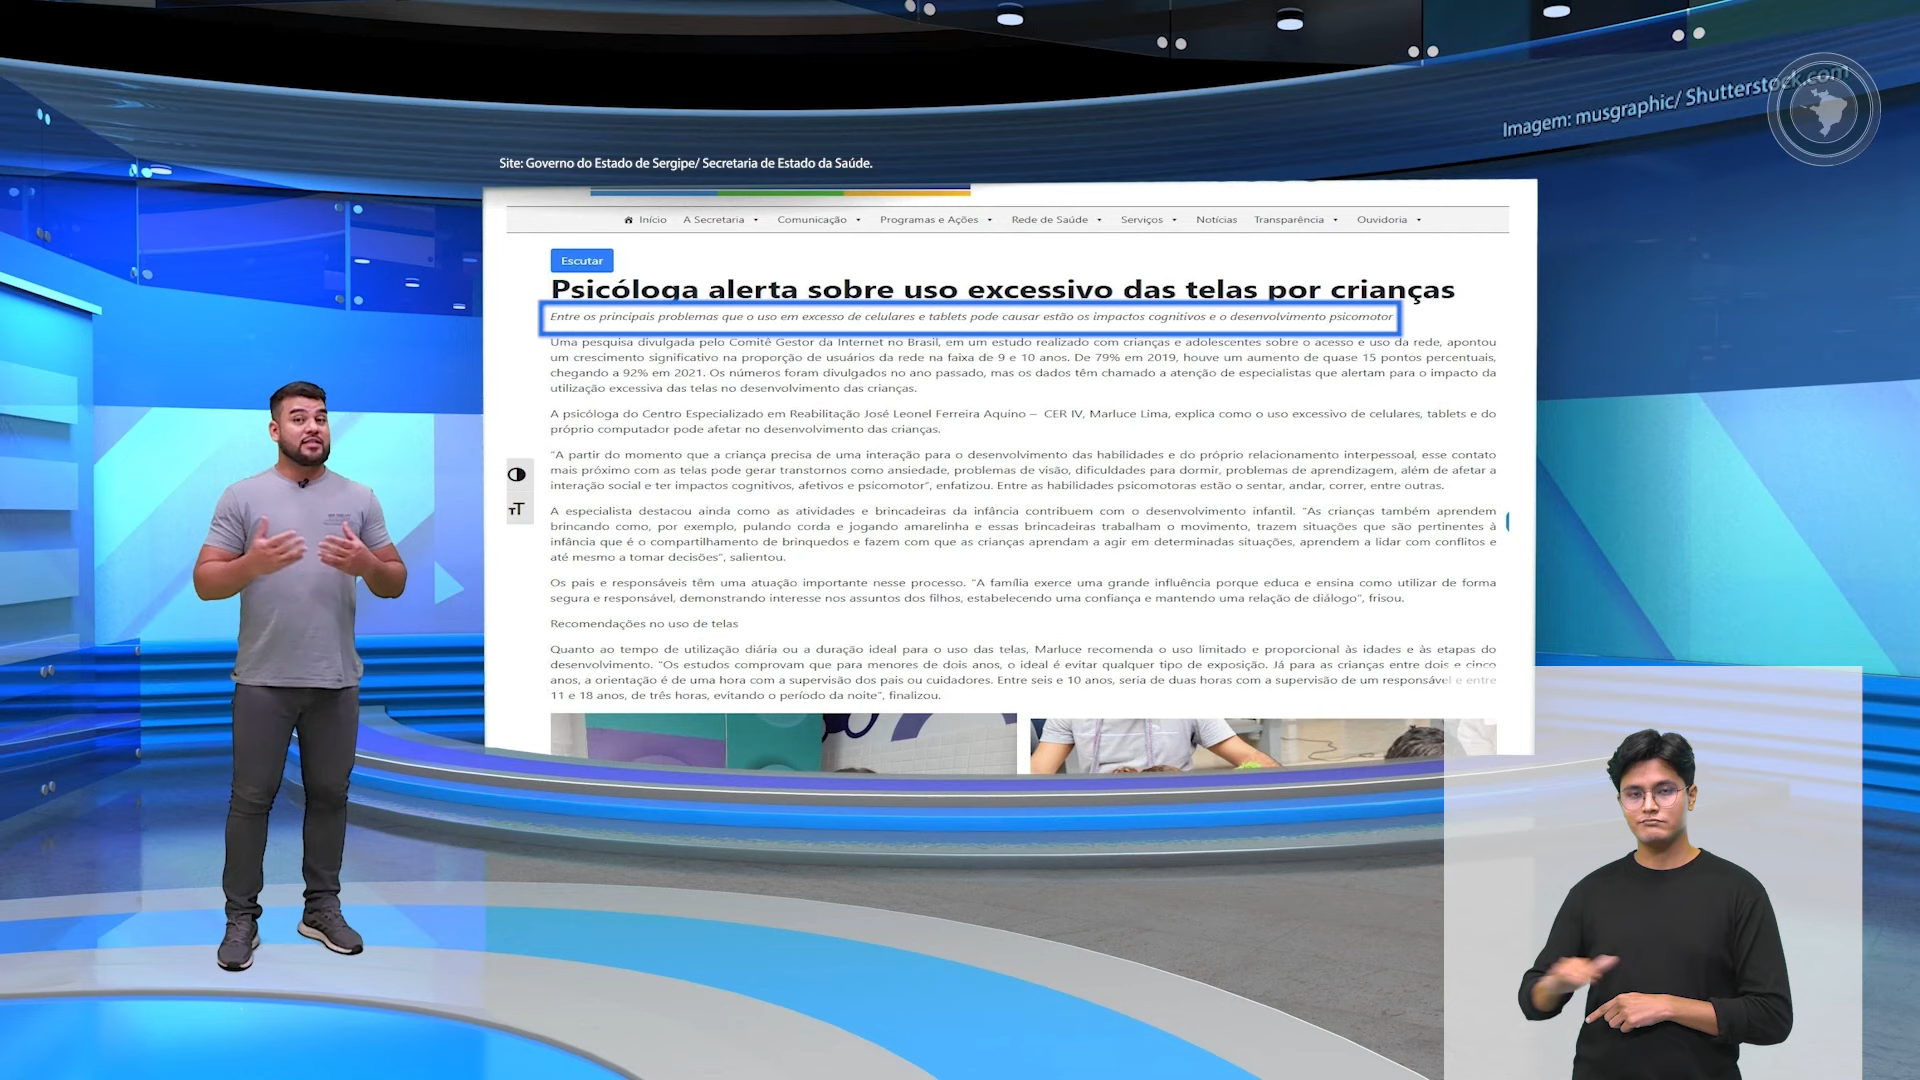 Imagem: musgraphic/ Shutterstock.com
Site: Governo do Estado de Sergipe/ Secretaria de Estado da Saúde.
Início A Secretaria Comunicação Programas e Ações Rede de Saúde Serviços Notícias Transparência Ouvidoria
Escutar
Psicóloga alerta sobre uso excessivo das telas por crianças
Entre os principais problemas que o uso em excesso de celulares e tablets pode causar estão os impactos cognitivos e o desenvolvimento psicomotor
Uma pesquisa divulgada pelo Comitê Gestor da Internet no Brasil, em um estudo realizado com crianças e adolescentes sobre o acesso e uso da rede, apontou
um crescimento significativo na proporção de usuários da rede na faixa de 9 e 10 anos. De 79% em 2019, houve um aumento de quase 15 pontos percentuais,
chegando a 92% em 2021. Os números foram divulgados no ano passado, mas os dados têm chamado a atenção de especialistas que alertam para o impacto da
utilização excessiva das telas no desenvolvimento das crianças.
A psicóloga do Centro Especializado em Reabilitação José Leonel Ferreira Aquino – CER IV, Marluce Lima, explica como o uso excessivo de celulares, tablets e do
próprio computador pode afetar no desenvolvimento das crianças.
“A partir do momento que a criança precisa de uma interação para o desenvolvimento das habilidades e do próprio relacionamento interpessoal, esse contato
mais próximo com as telas pode gerar transtornos como ansiedade, problemas de visão, dificuldades para dormir, problemas de aprendizagem, além de afetar a
interação social e ter impactos cognitivos, afetivos e psicomotor”, enfatizou. Entre as habilidades psicomotoras estão o sentar, andar, correr, entre outras.
A especialista destacou ainda como as atividades e brincadeiras da infância contribuem com o desenvolvimento infantil. “As crianças também aprendem
brincando como, por exemplo, pulando corda e jogando amarelinha e essas brincadeiras trabalham o movimento, trazem situações que são pertinentes à
infância que é o compartilhamento de brinquedos e fazem com que as crianças aprendam a agir em determinadas situações, aprendem a lidar com conflitos e
até mesmo a tomar decisões”, salientou.
Os pais e responsáveis têm uma atuação importante nesse processo. “A família exerce uma grande influência porque educa e ensina como utilizar de forma
segura e responsável, demonstrando interesse nos assuntos dos filhos, estabelecendo uma confiança e mantendo uma relação de diálogo”, frisou.
Recomendações no uso de telas
Quanto ao tempo de utilização diária ou a duração ideal para o uso das telas, Marluce recomenda o uso limitado e proporcional às idades e às etapas do
desenvolvimento. “Os estudos comprovam que para menores de dois anos, o ideal é evitar qualquer tipo de exposição. Já para as crianças entre dois e cinco
anos, a orientação é de uma hora com a supervisão dos pais ou cuidadores. Entre seis e 10 anos, seria de duas horas com a supervisão de um responsável e entre
11 e 18 anos, de três horas, evitando o período da noite”, finalizou.
TT